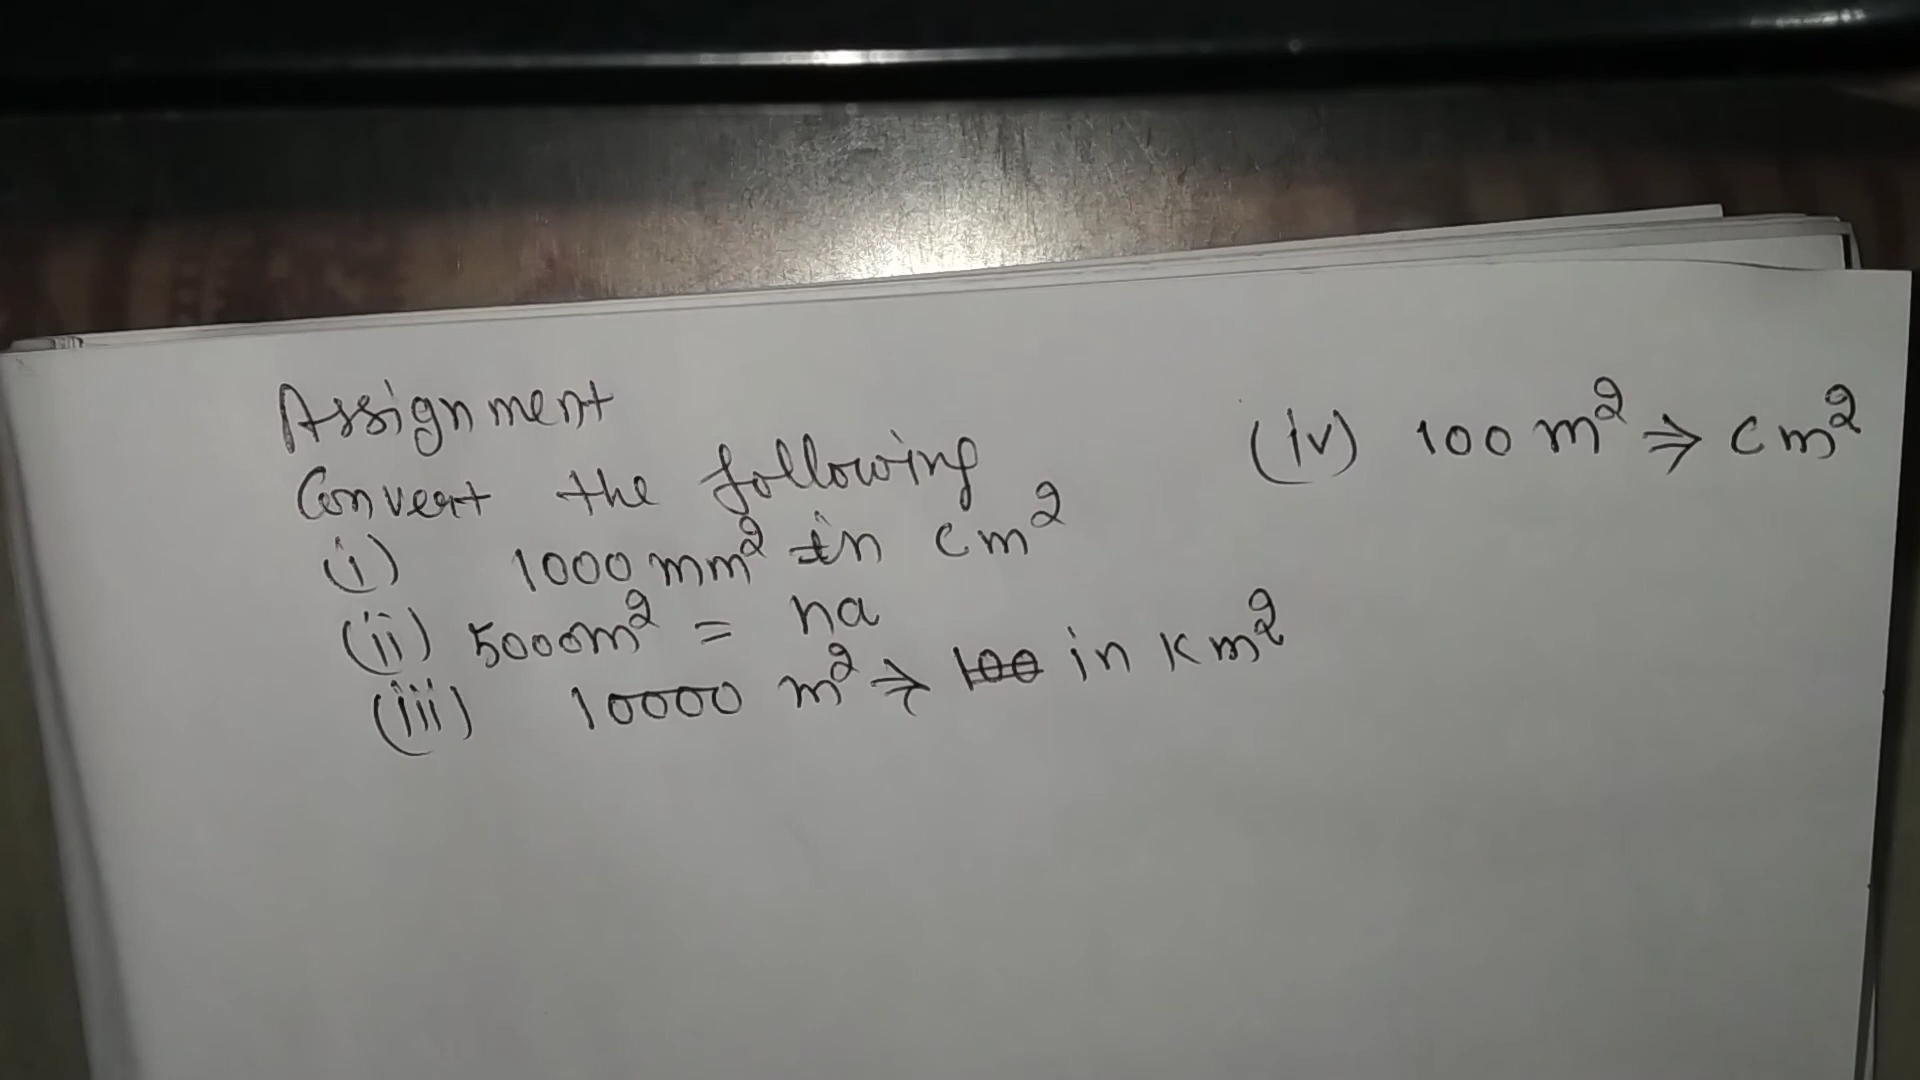 Assignment
Convert the following
(i) 1000 mm² in cm²
(ii) 5000m² = ha
(iii) 10000 m² ⇒ 100 in Km²
(iv) 100 m² ⇒ cm²